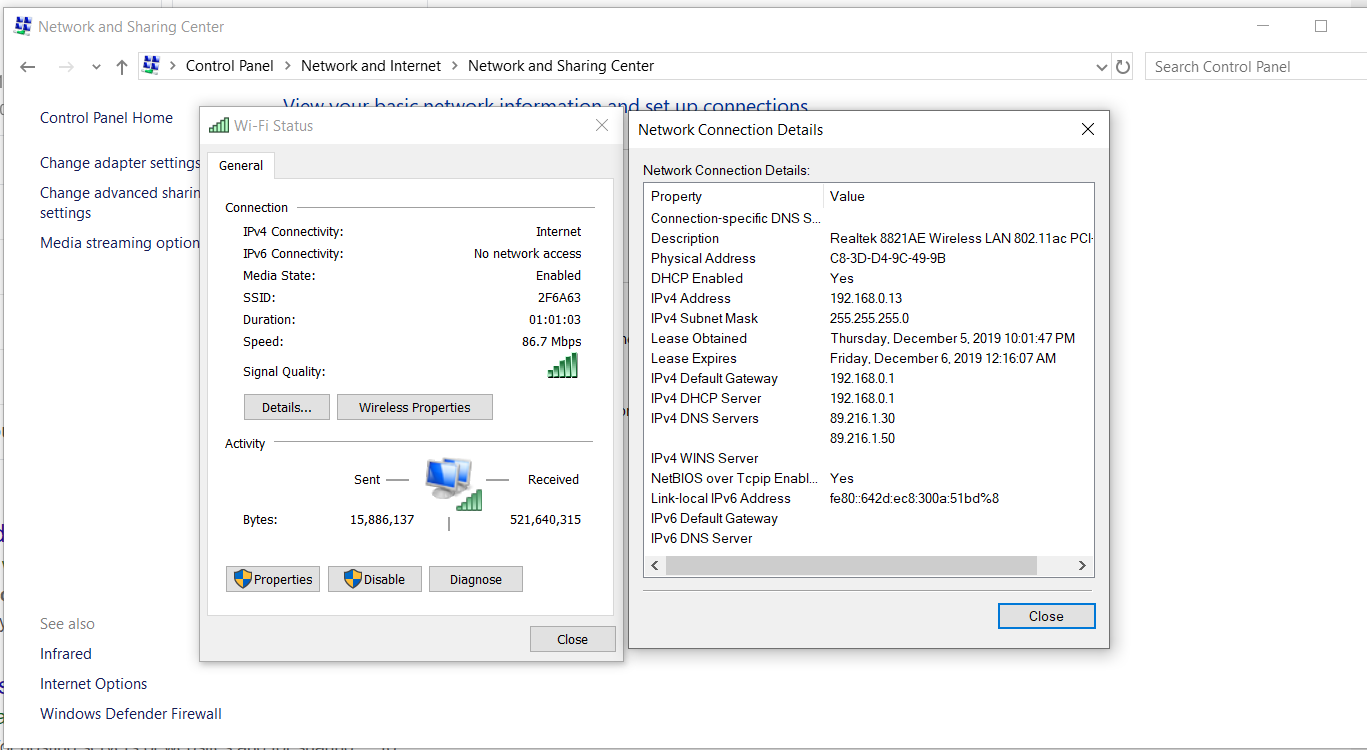 Network and Sharing Center
Control Panel > Network and Internet > Network and Sharing Center
Search Control Panel
Control Panel Home
Change adapter settings
Change advanced sharin
settings
Media streaming option
See also
Infrared
Internet Options
Windows Defender Firewall
View your basic network information and set up connections
Wi-Fi Status
General
Connection
IPv4 Connectivity: Internet
IPv6 Connectivity: No network access
Media State: Enabled
SSID: 2F6A63
Duration: 01:01:03
Speed: 86.7 Mbps
Signal Quality:
Details... Wireless Properties
Activity
Sent Received
Bytes: 15,886,137 521,640,315
Properties Disable Diagnose
Close
Network Connection Details
Network Connection Details:
Property Value
Connection-specific DNS S...
Description Realtek 8821AE Wireless LAN 802.11ac PCI-
Physical Address C8-3D-D4-9C-49-9B
DHCP Enabled Yes
IPv4 Address 192.168.0.13
IPv4 Subnet Mask 255.255.255.0
Lease Obtained Thursday, December 5, 2019 10:01:47 PM
Lease Expires Friday, December 6, 2019 12:16:07 AM
IPv4 Default Gateway 192.168.0.1
IPv4 DHCP Server 192.168.0.1
IPv4 DNS Servers 89.216.1.30
89.216.1.50
IPv4 WINS Server
NetBIOS over Tcpip Enabl... Yes
Link-local IPv6 Address fe80::642d:ec8:300a:51bd%8
IPv6 Default Gateway
IPv6 DNS Server
Close